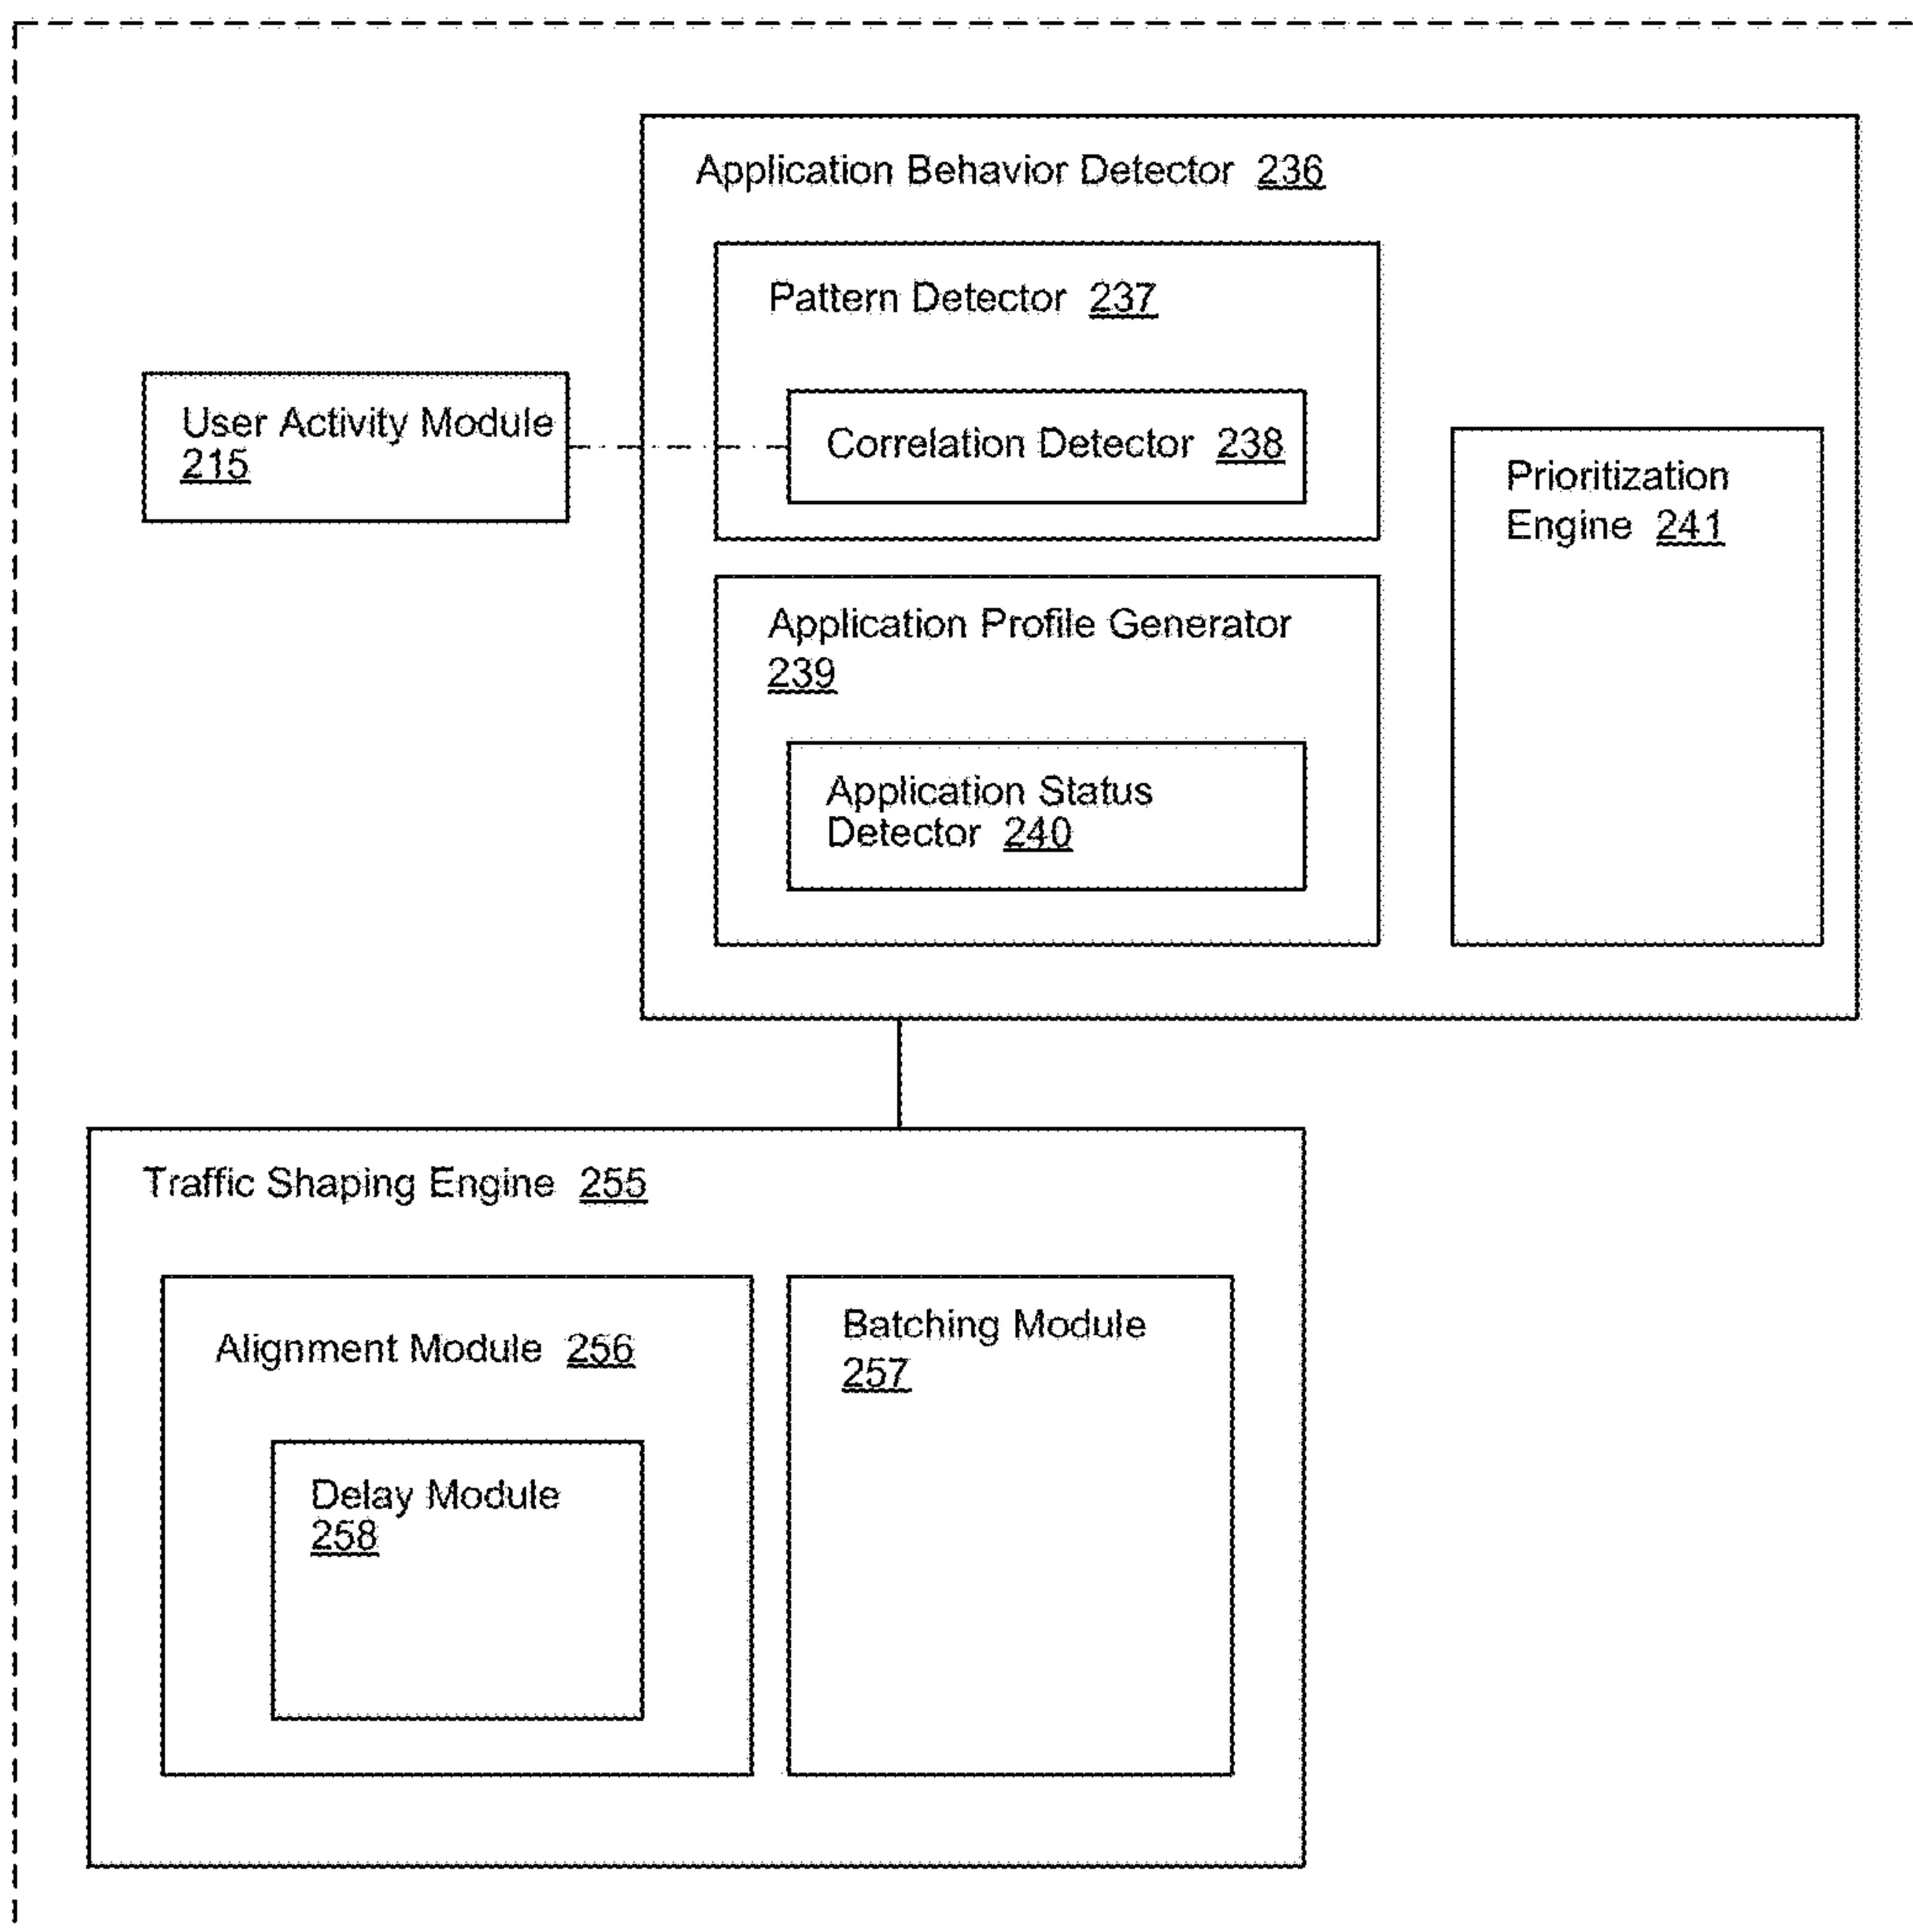 Application Behavior Detector 236
Pattern Detector 237
User Activity Module
215
Correlation Detector 238
Prioritization
Engine 241
Application Profile Generator
239
Application Status
Detector 240
Traffic Shaping Engine 255
Alignment Module 256
Batching Module
257
Delay Module
258